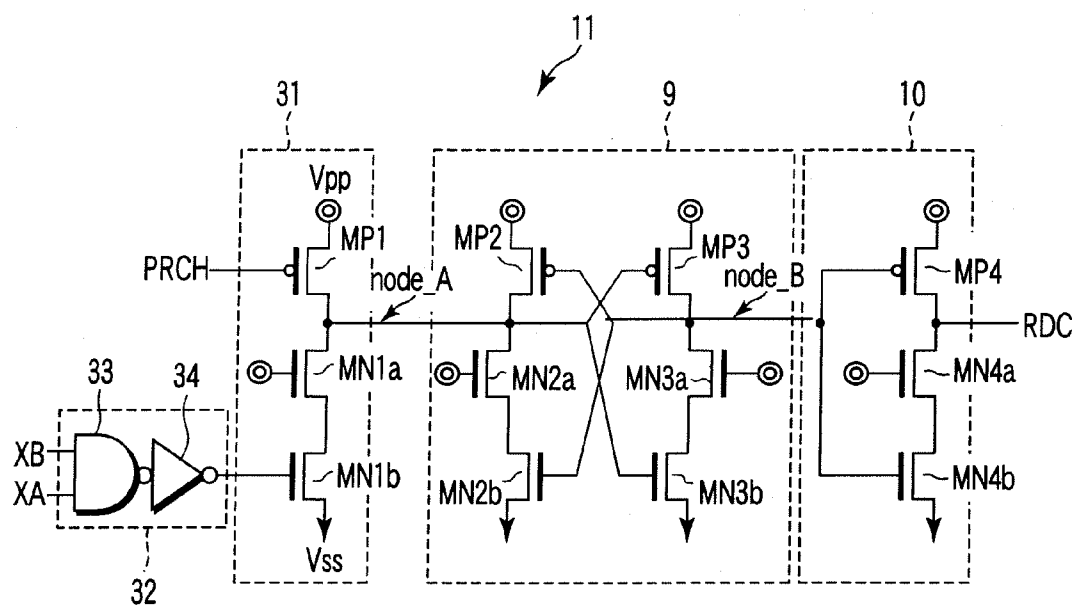 11
31
9
10
Vpp
MP1
MP2
MP3
MP4
PRCH
node_A
node_B
RDC
MN1a
MN2a
MN3a
MN4a
33
34
XB
XA
MN1b
MN2b
MN3b
MN4b
Vss
32